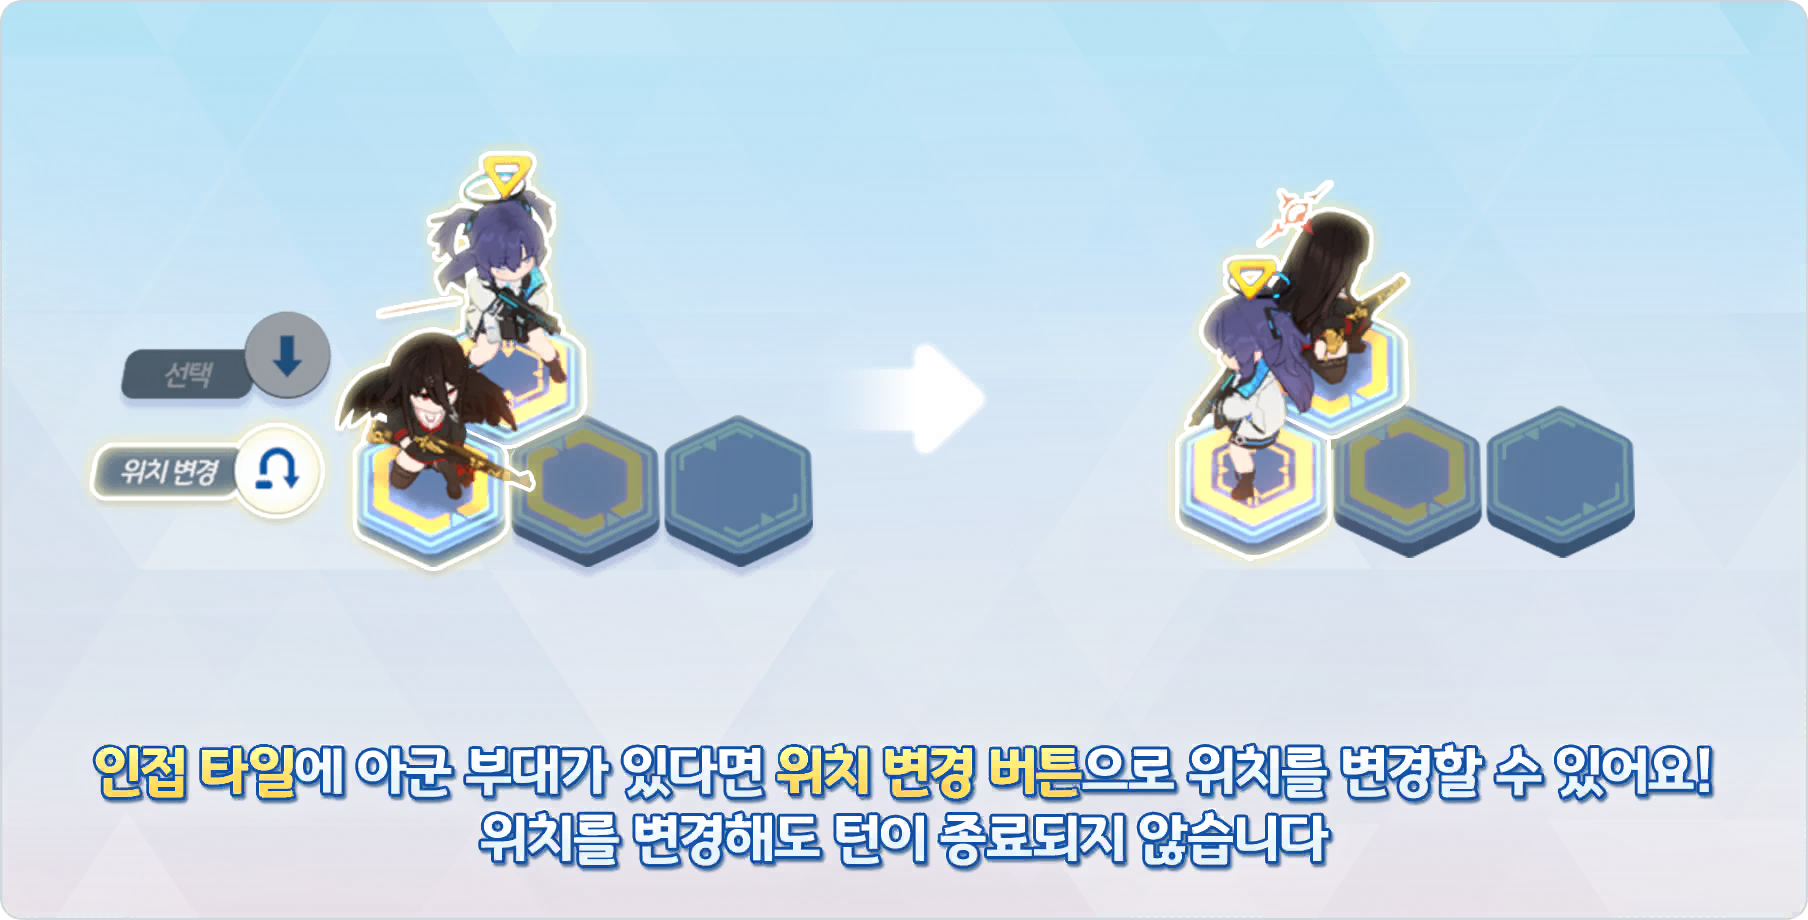 선택
위치 변경
인접 타일에 아군 부대가 있다면 위치 변경 버튼으로 위치를 변경할 수 있어요!
위치를 변경해도 턴이 종료되지 않습니다